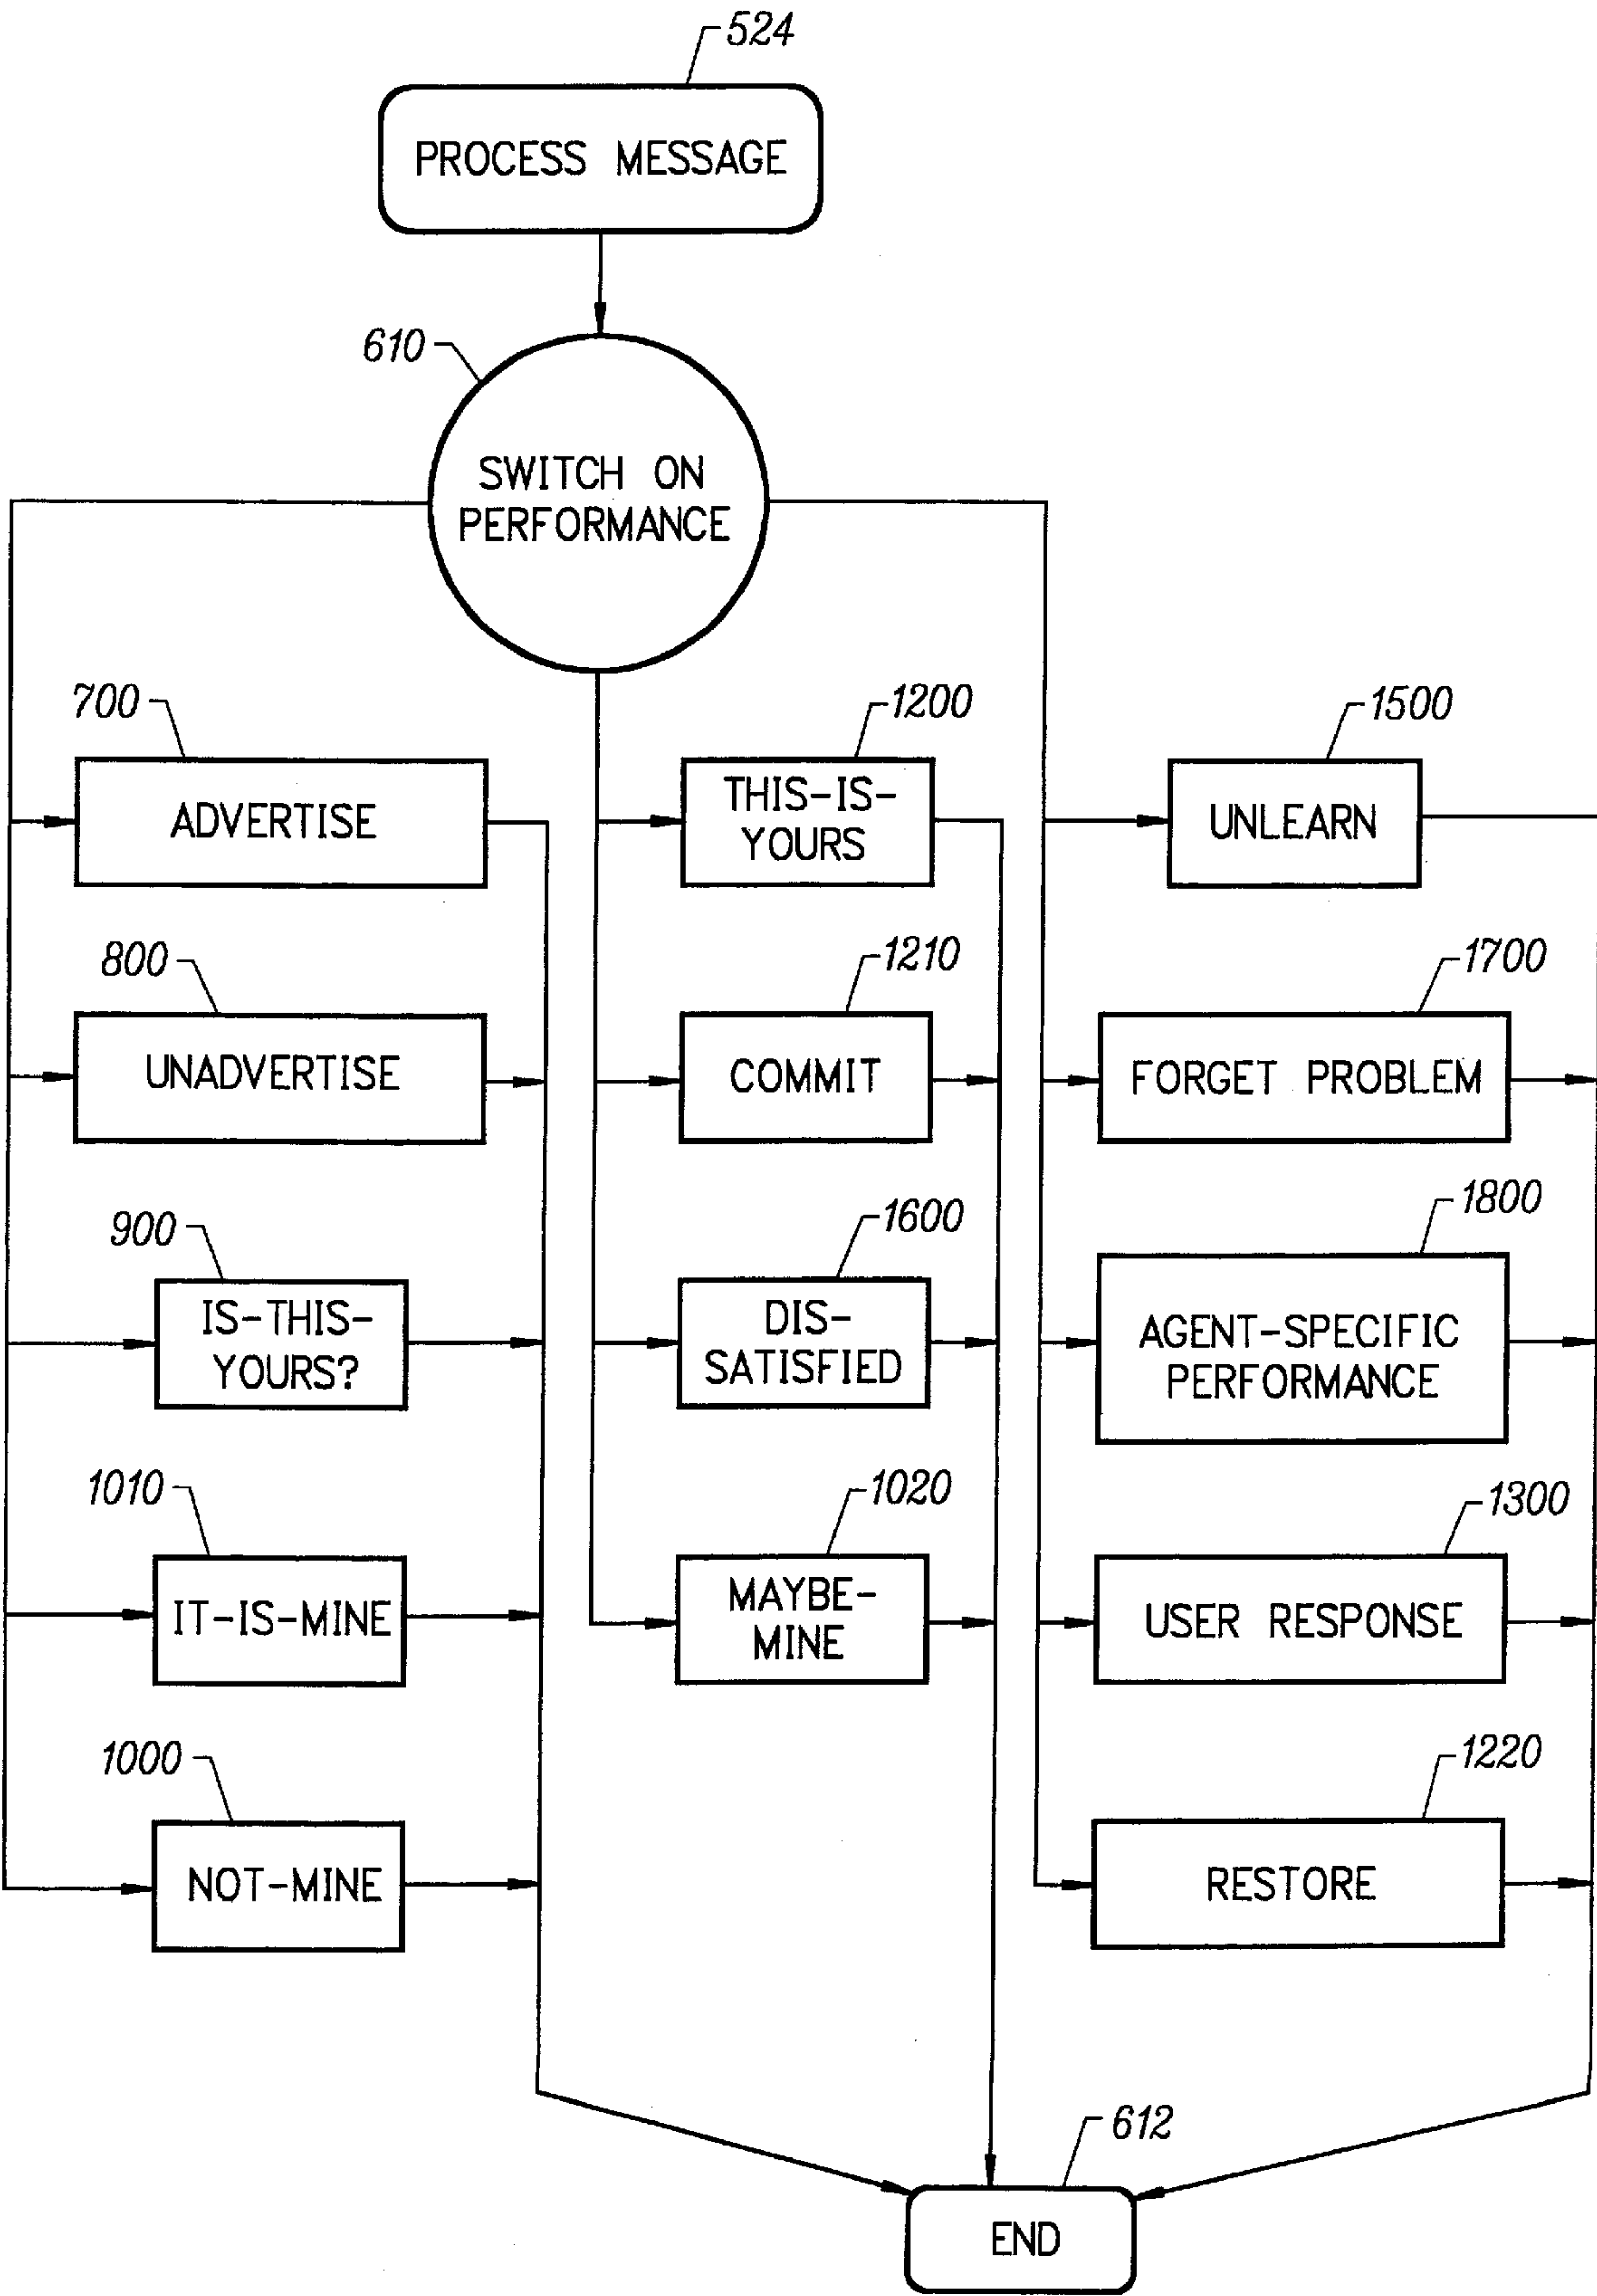 524
PROCESS MESSAGE
610
SWITCH ON
PERFORMANCE
700
ADVERTISE
800
UNADVERTISE
900
IS-THIS-
YOURS?
1010
IT-IS-MINE
1000
NOT-MINE
1200
THIS-IS-
YOURS
1210
COMMIT
1600
DIS-
SATISFIED
1020
MAYBE-
MINE
1500
UNLEARN
1700
FORGET PROBLEM
1800
AGENT-SPECIFIC
PERFORMANCE
1300
USER RESPONSE
1220
RESTORE
612
END